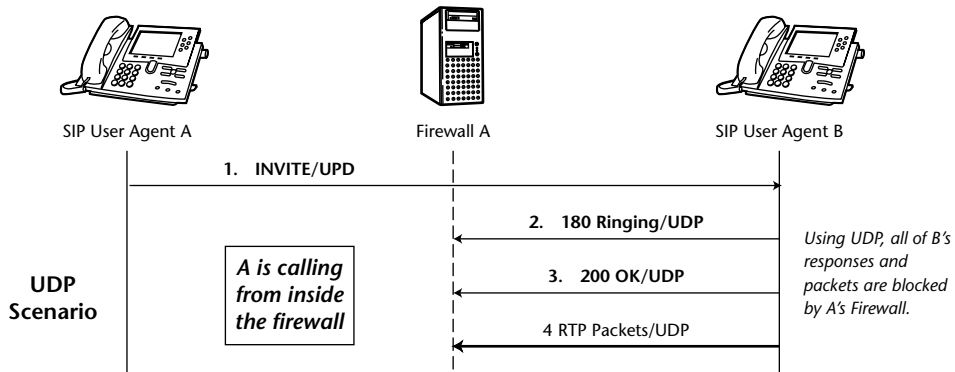 SIP User Agent A
Firewall A
SIP User Agent B
1. INVITE/UPD
2. 180 Ringing/UDP
3. 200 OK/UDP
4 RTP Packets/UDP
UDP
Scenario
A is calling
from inside
the firewall
Using UDP, all of B's
responses and
packets are blocked
by A's Firewall.